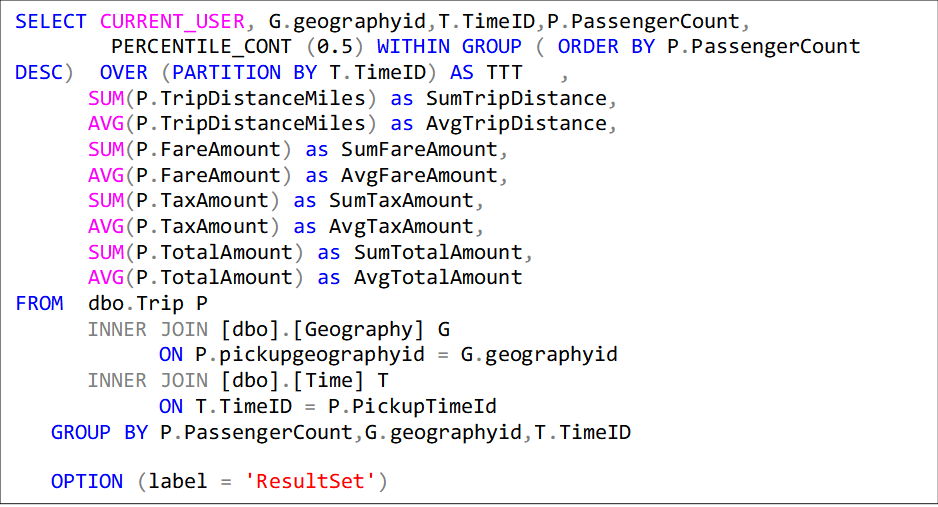 SELECT CURRENT_USER, G.geographyid,T.TimeID,P.PassengerCount,
PERCENTILE_CONT (0.5) WITHIN GROUP ( ORDER BY P.PassengerCount
DESC) OVER (PARTITION BY T.TimeID) AS TTT ,
SUM(P.TripDistanceMiles) as SumTripDistance,
AVG(P.TripDistanceMiles) as AvgTripDistance,
SUM(P.FareAmount) as SumFareAmount,
AVG(P.FareAmount) as AvgFareAmount,
SUM(P.TaxAmount) as SumTaxAmount,
AVG(P.TaxAmount) as AvgTaxAmount,
SUM(P.TotalAmount) as SumTotalAmount,
AVG(P.TotalAmount) as AvgTotalAmount
FROM dbo.Trip P
INNER JOIN [dbo].[Geography] G
ON P.pickupgeographyid = G.geographyid
INNER JOIN [dbo].[Time] T
ON T.TimeID = P.PickupTimeId
GROUP BY P.PassengerCount,G.geographyid,T.TimeID
OPTION (label = 'ResultSet')